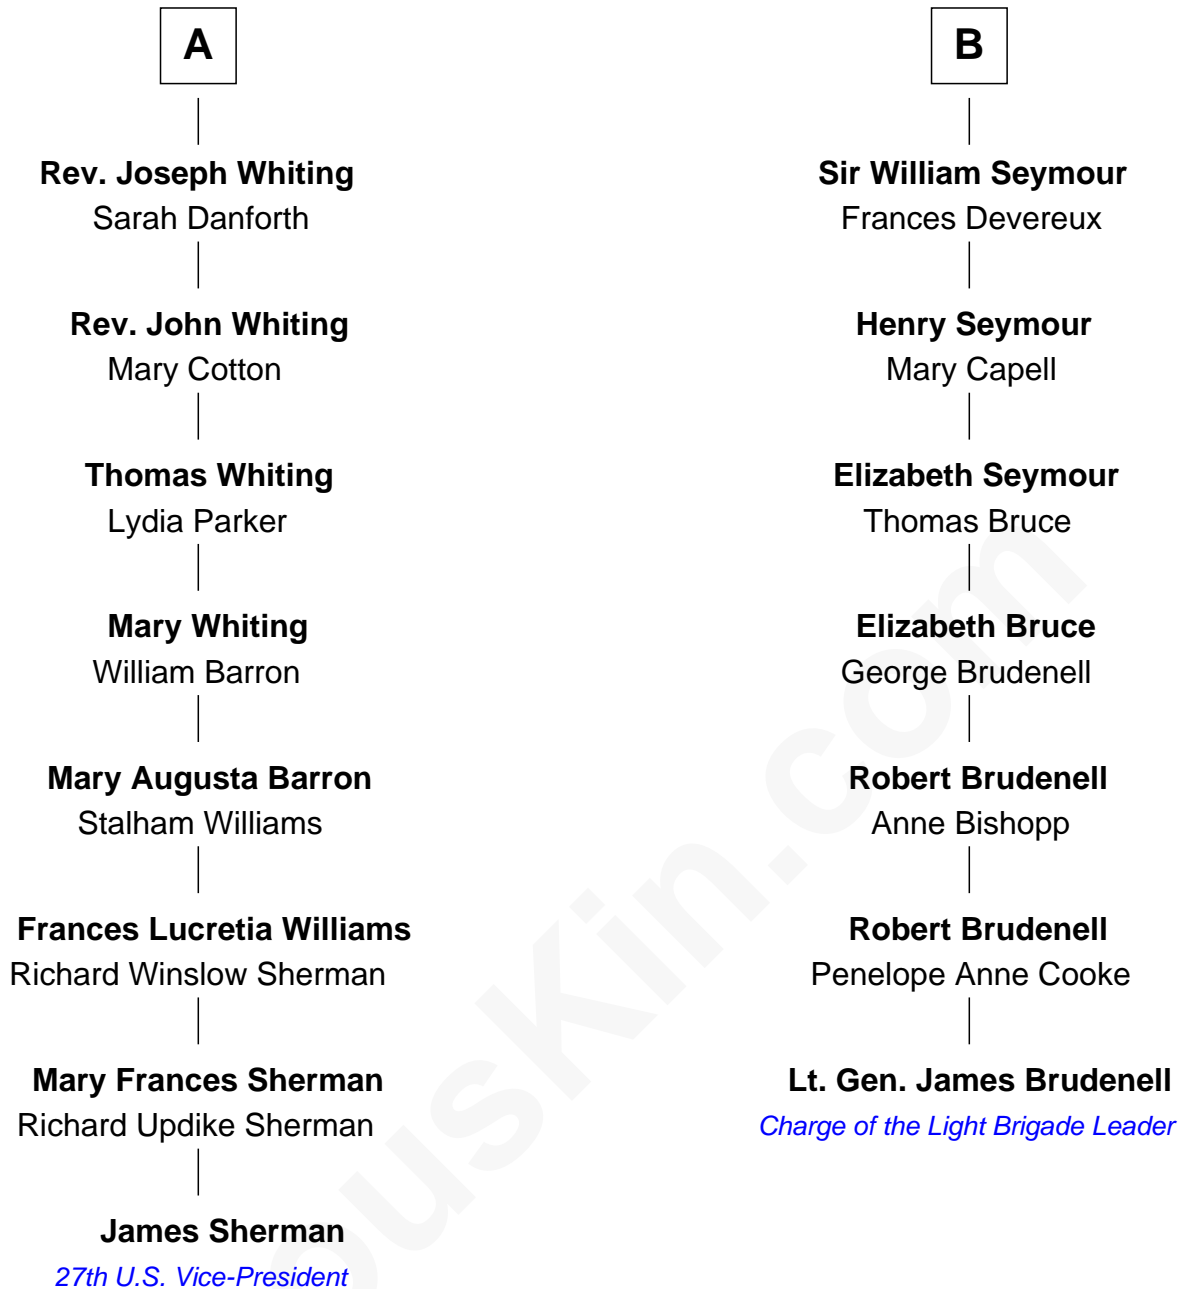 A
Rev. Joseph Whiting
Sarah Danforth
Rev. John Whiting
Mary Cotton
Thomas Whiting
Lydia Parker
Mary Whiting
William Barron
Mary Augusta Barron
Stalham Williams
Frances Lucretia Williams
Richard Winslow Sherman
Mary Frances Sherman
Richard Updike Sherman
James Sherman
27th U.S. Vice-President
B
Sir William Seymour
Frances Devereux
Henry Seymour
Mary Capell
Elizabeth Seymour
Thomas Bruce
Elizabeth Bruce
George Brudenell
Robert Brudenell
Anne Bishopp
Robert Brudenell
Penelope Anne Cooke
Lt. Gen. James Brudenell
Charge of the Light Brigade Leader
ousKin.com